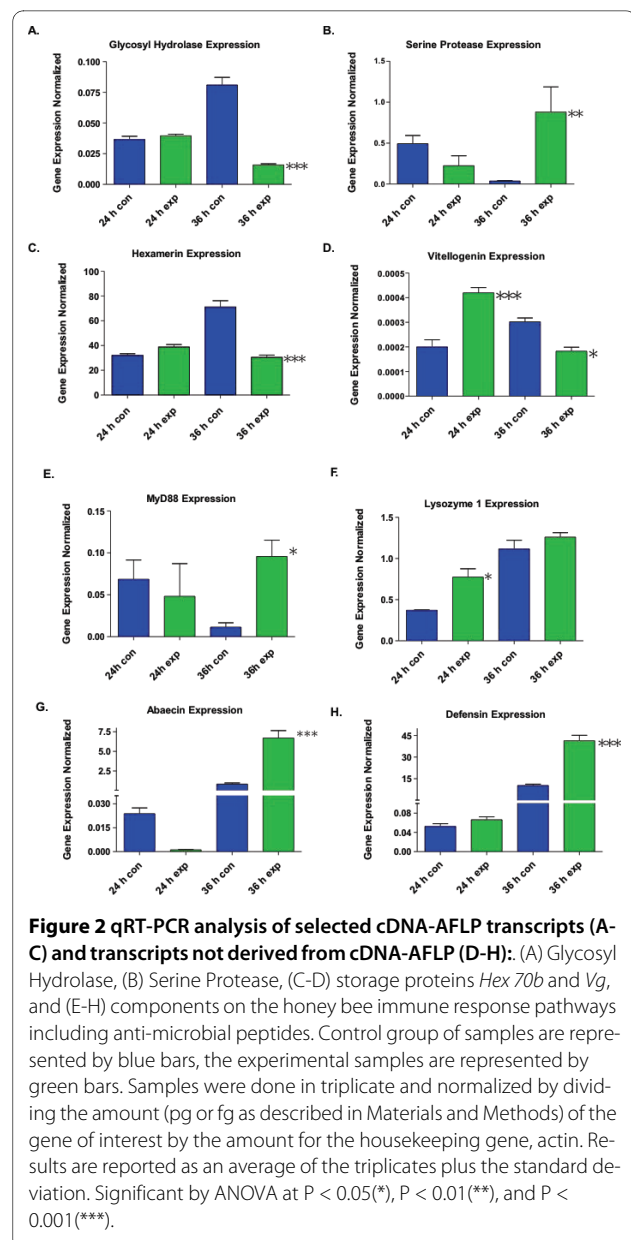 A.
Glycosyl Hydrolase Expression
Gene Expression Normalized
0.100
0.075
0.050
0.025
0.000
24 h con
24 h exp
36 h con
36 h exp
***
B.
Serine Protease Expression
Gene Expression Normalized
1.5
1.0
0.5
0.0
24 h con
24 h exp
36 h con
36 h exp
**
C.
Hexamerin Expression
Gene Expression Normalized
100
80
60
40
20
0
24 h con
24 h exp
36 h con
36 h exp
***
D.
Vitellogenin Expression
Gene Expression Normalized
0.0005
0.0004
0.0003
0.0002
0.0001
0.0000
24 h con
24 h exp
36 h con
36 h exp
***
*
E.
MyD88 Expression
Gene Expression Normalized
0.15
0.10
0.05
0.00
24h con
24h exp
36h con
36h exp
*
F.
Lysozyme 1 Expression
Gene Expression Normalized
1.5
1.0
0.5
0.0
24 h con
24 h exp
36 h con
36 h exp
*
G.
Abaecin Expression
Gene Expression Normalized
7.5
5.0
2.5
0.030
0.015
0.000
24 h con
24 h exp
36 h con
36 h exp
***
H.
Defensin Expression
Gene Expression Normalized
45
30
15
0.08
0.04
0.00
24 h con
24 h exp
36 h con
36 h exp
***
Figure 2 qRT-PCR analysis of selected cDNA-AFLP transcripts (A-
C) and transcripts not derived from cDNA-AFLP (D-H):. (A) Glycosyl
Hydrolase, (B) Serine Protease, (C-D) storage proteins Hex 70b and Vg,
and (E-H) components on the honey bee immune response pathways
including anti-microbial peptides. Control group of samples are repre-
sented by blue bars, the experimental samples are represented by
green bars. Samples were done in triplicate and normalized by divid-
ing the amount (pg or fg as described in Materials and Methods) of the
gene of interest by the amount for the housekeeping gene, actin. Re-
sults are reported as an average of the triplicates plus the standard de-
viation. Significant by ANOVA at P < 0.05(*), P < 0.01(**), and P <
0.001(***).